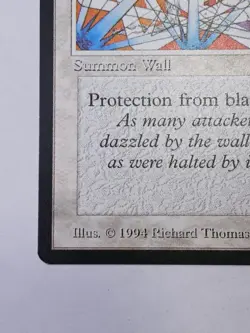 Summon Wall
Protection from bla
As many attacke
dazzled by the wall
as were halted by i
Illus. © 1994 Richard Thomas